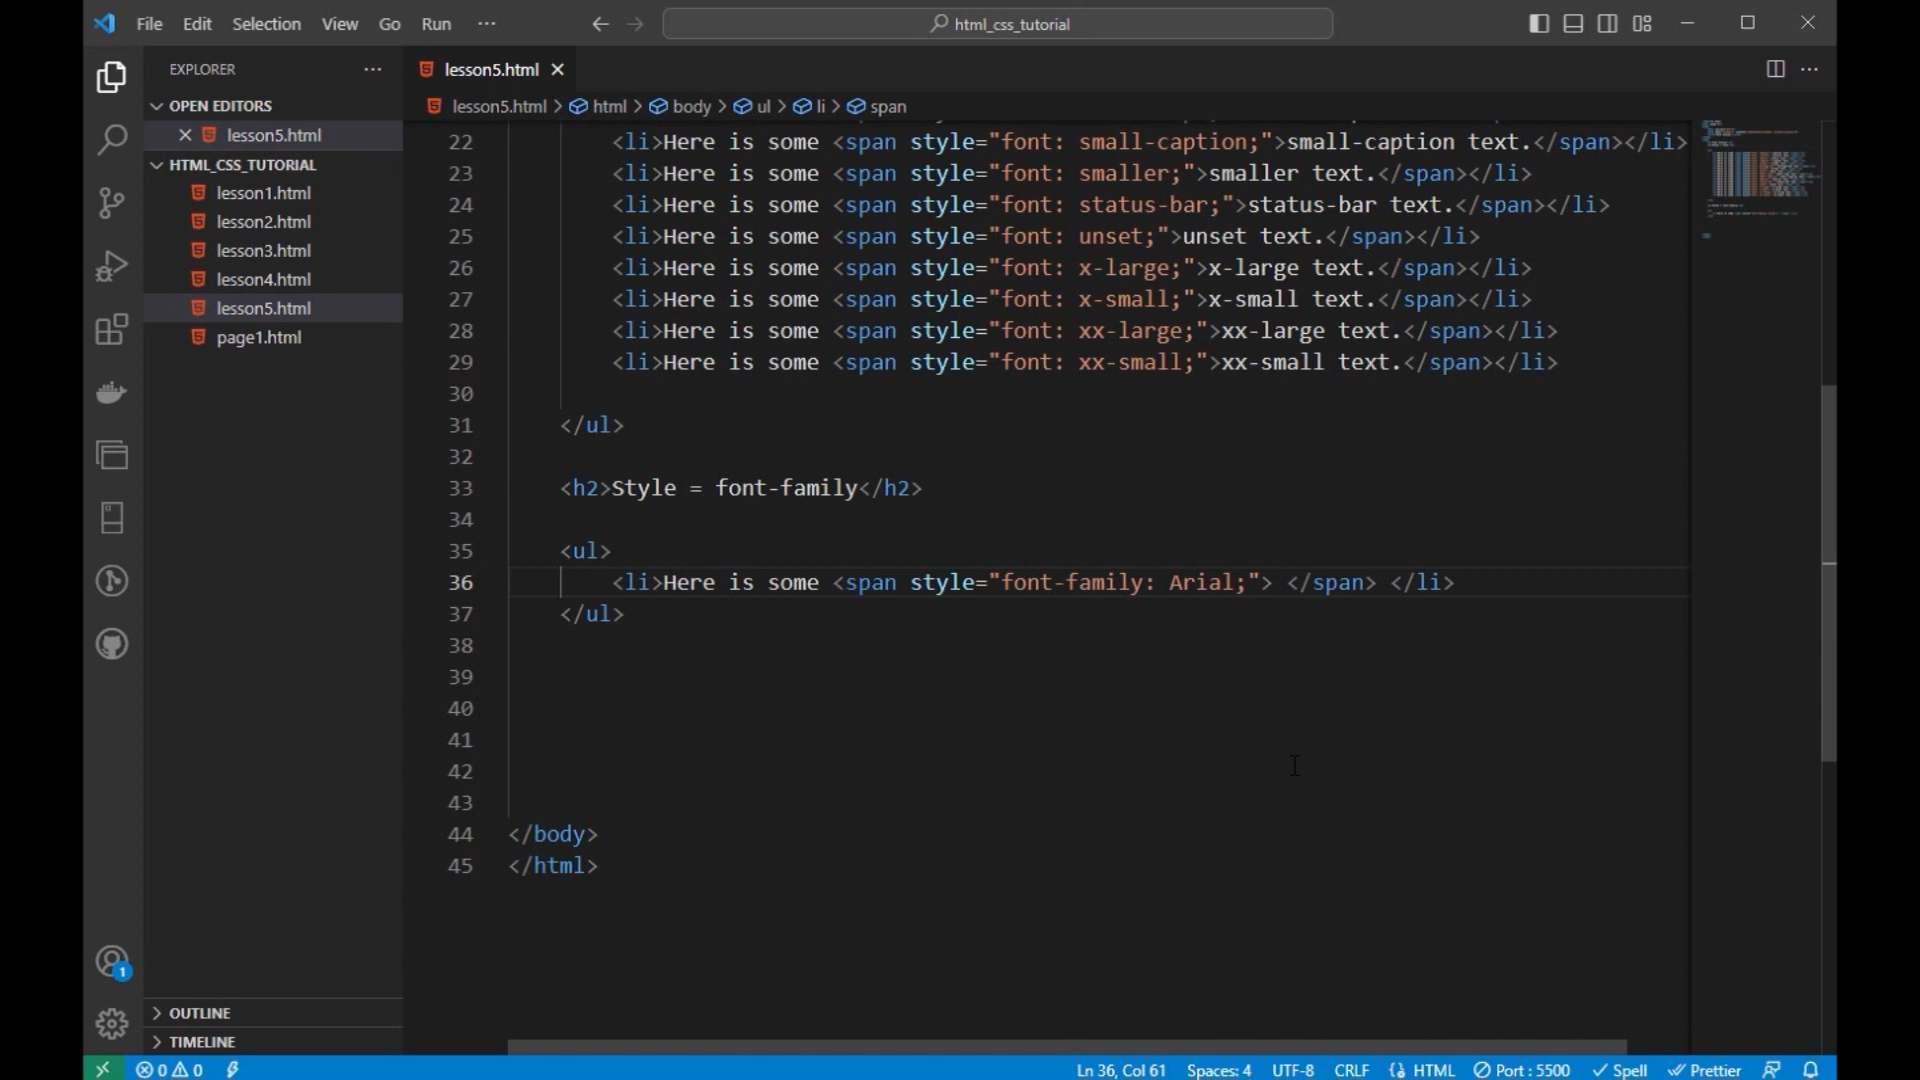 File Edit Selection View Go Run ···
html_css_tutorial
EXPLORER ···
OPEN EDITORS
lesson5.html
HTML_CSS_TUTORIAL
lesson1.html
lesson2.html
lesson3.html
lesson4.html
lesson5.html
page1.html
OUTLINE
TIMELINE
lesson5.html
lesson5.html > html > body > ul > li > span
22 <li>Here is some <span style="font: small-caption;">small-caption text.</span></li>
23 <li>Here is some <span style="font: smaller;">smaller text.</span></li>
24 <li>Here is some <span style="font: status-bar;">status-bar text.</span></li>
25 <li>Here is some <span style="font: unset;">unset text.</span></li>
26 <li>Here is some <span style="font: x-large;">x-large text.</span></li>
27 <li>Here is some <span style="font: x-small;">x-small text.</span></li>
28 <li>Here is some <span style="font: xx-large;">xx-large text.</span></li>
29 <li>Here is some <span style="font: xx-small;">xx-small text.</span></li>
30
31 </ul>
32
33 <h2>Style = font-family</h2>
34
35 <ul>
36 <li>Here is some <span style="font-family: Arial;"> </span> </li>
37 </ul>
38
39
40
41
42
43
44 </body>
45 </html>
1
0 0 Ln 36, Col 61 Spaces: 4 UTF-8 CRLF HTML Port : 5500 Spell Prettier